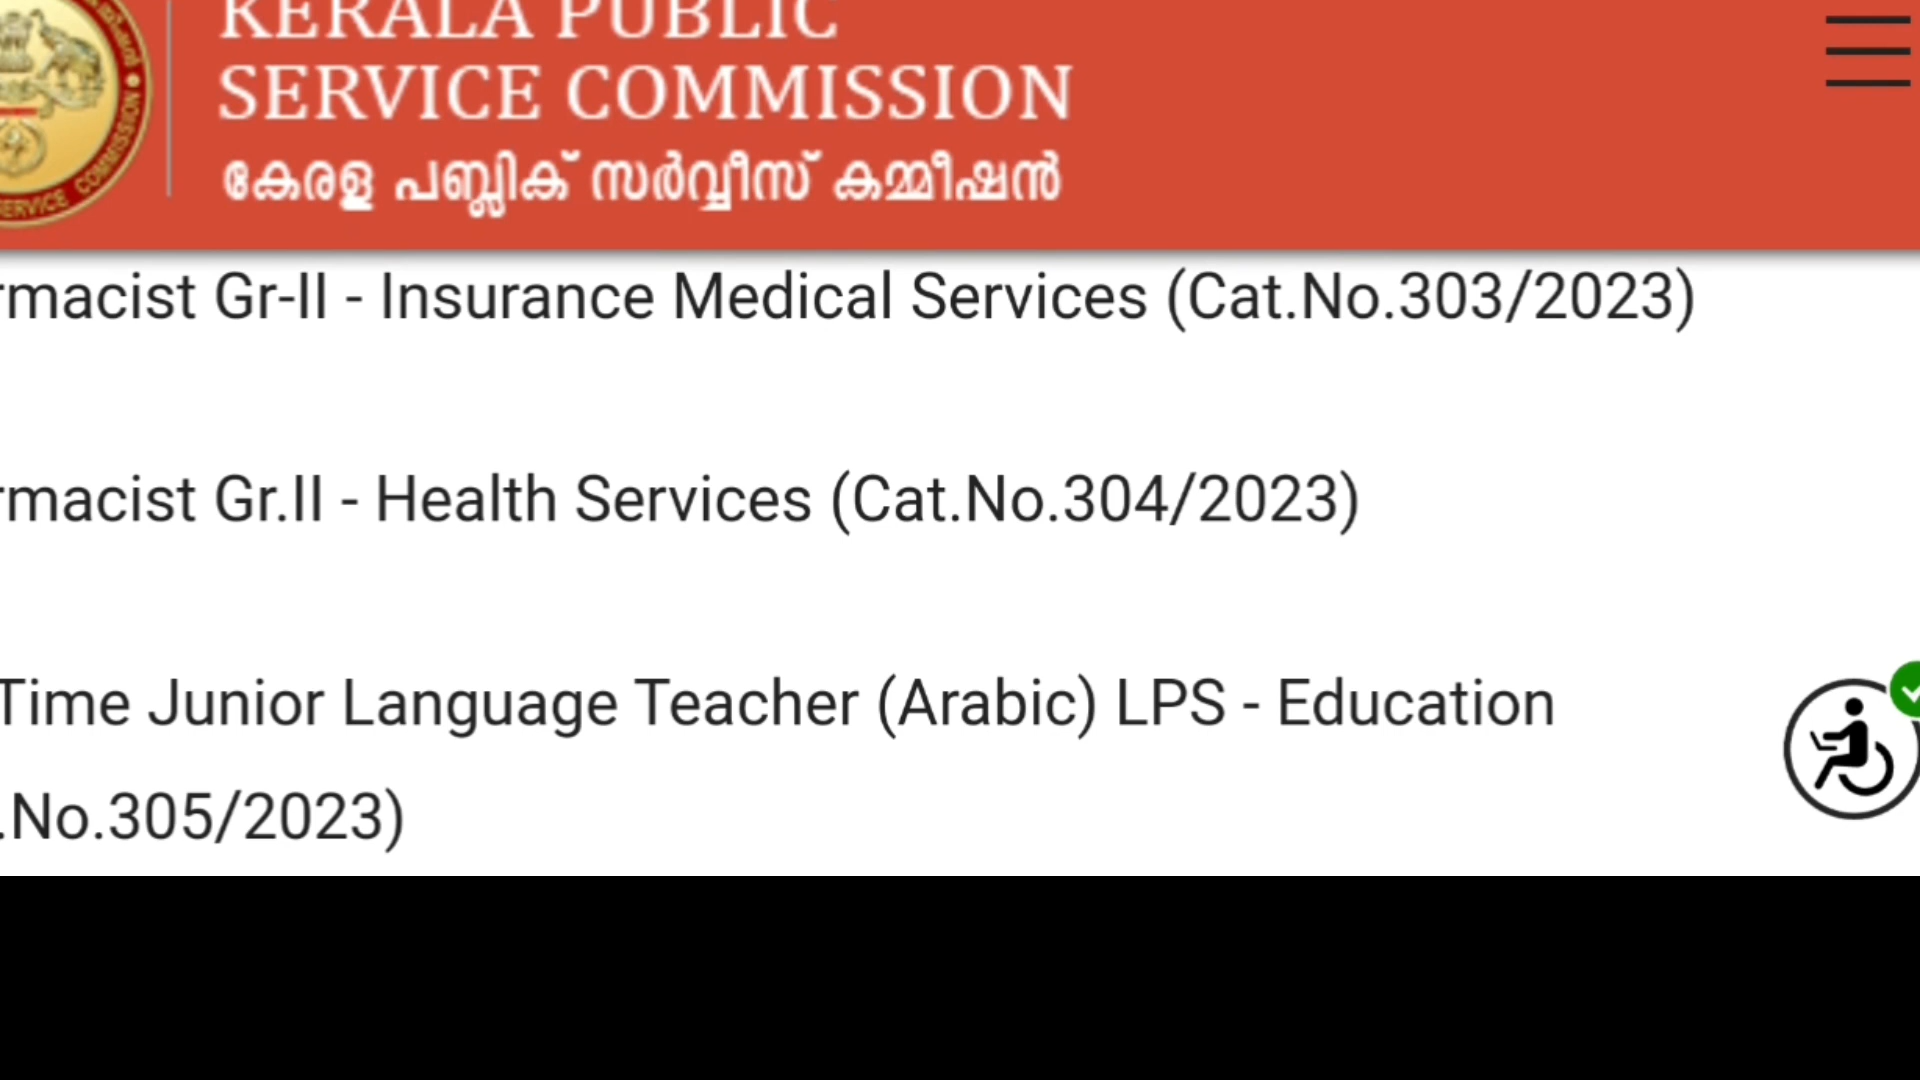 KERALA PUBLIC
SERVICE COMMISSION
കേരള പബ്ലിക് സർവ്വീസ് കമ്മീഷൻ
SERVICE COMMISSION
rmacist Gr-II - Insurance Medical Services (Cat.No.303/2023)
rmacist Gr.II - Health Services (Cat.No.304/2023)
Time Junior Language Teacher (Arabic) LPS - Education
.No.305/2023)